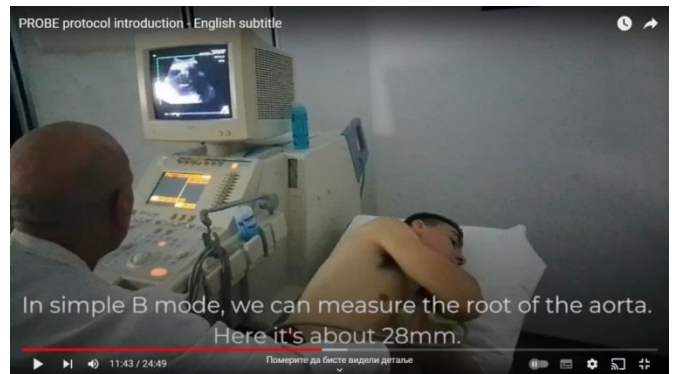 PROBE protocol introduction - English subtitle
In simple B mode, we can measure the root of the aorta.
Here it's about 28mm.
11:43 / 24:49
Померите да бисте видели детаље